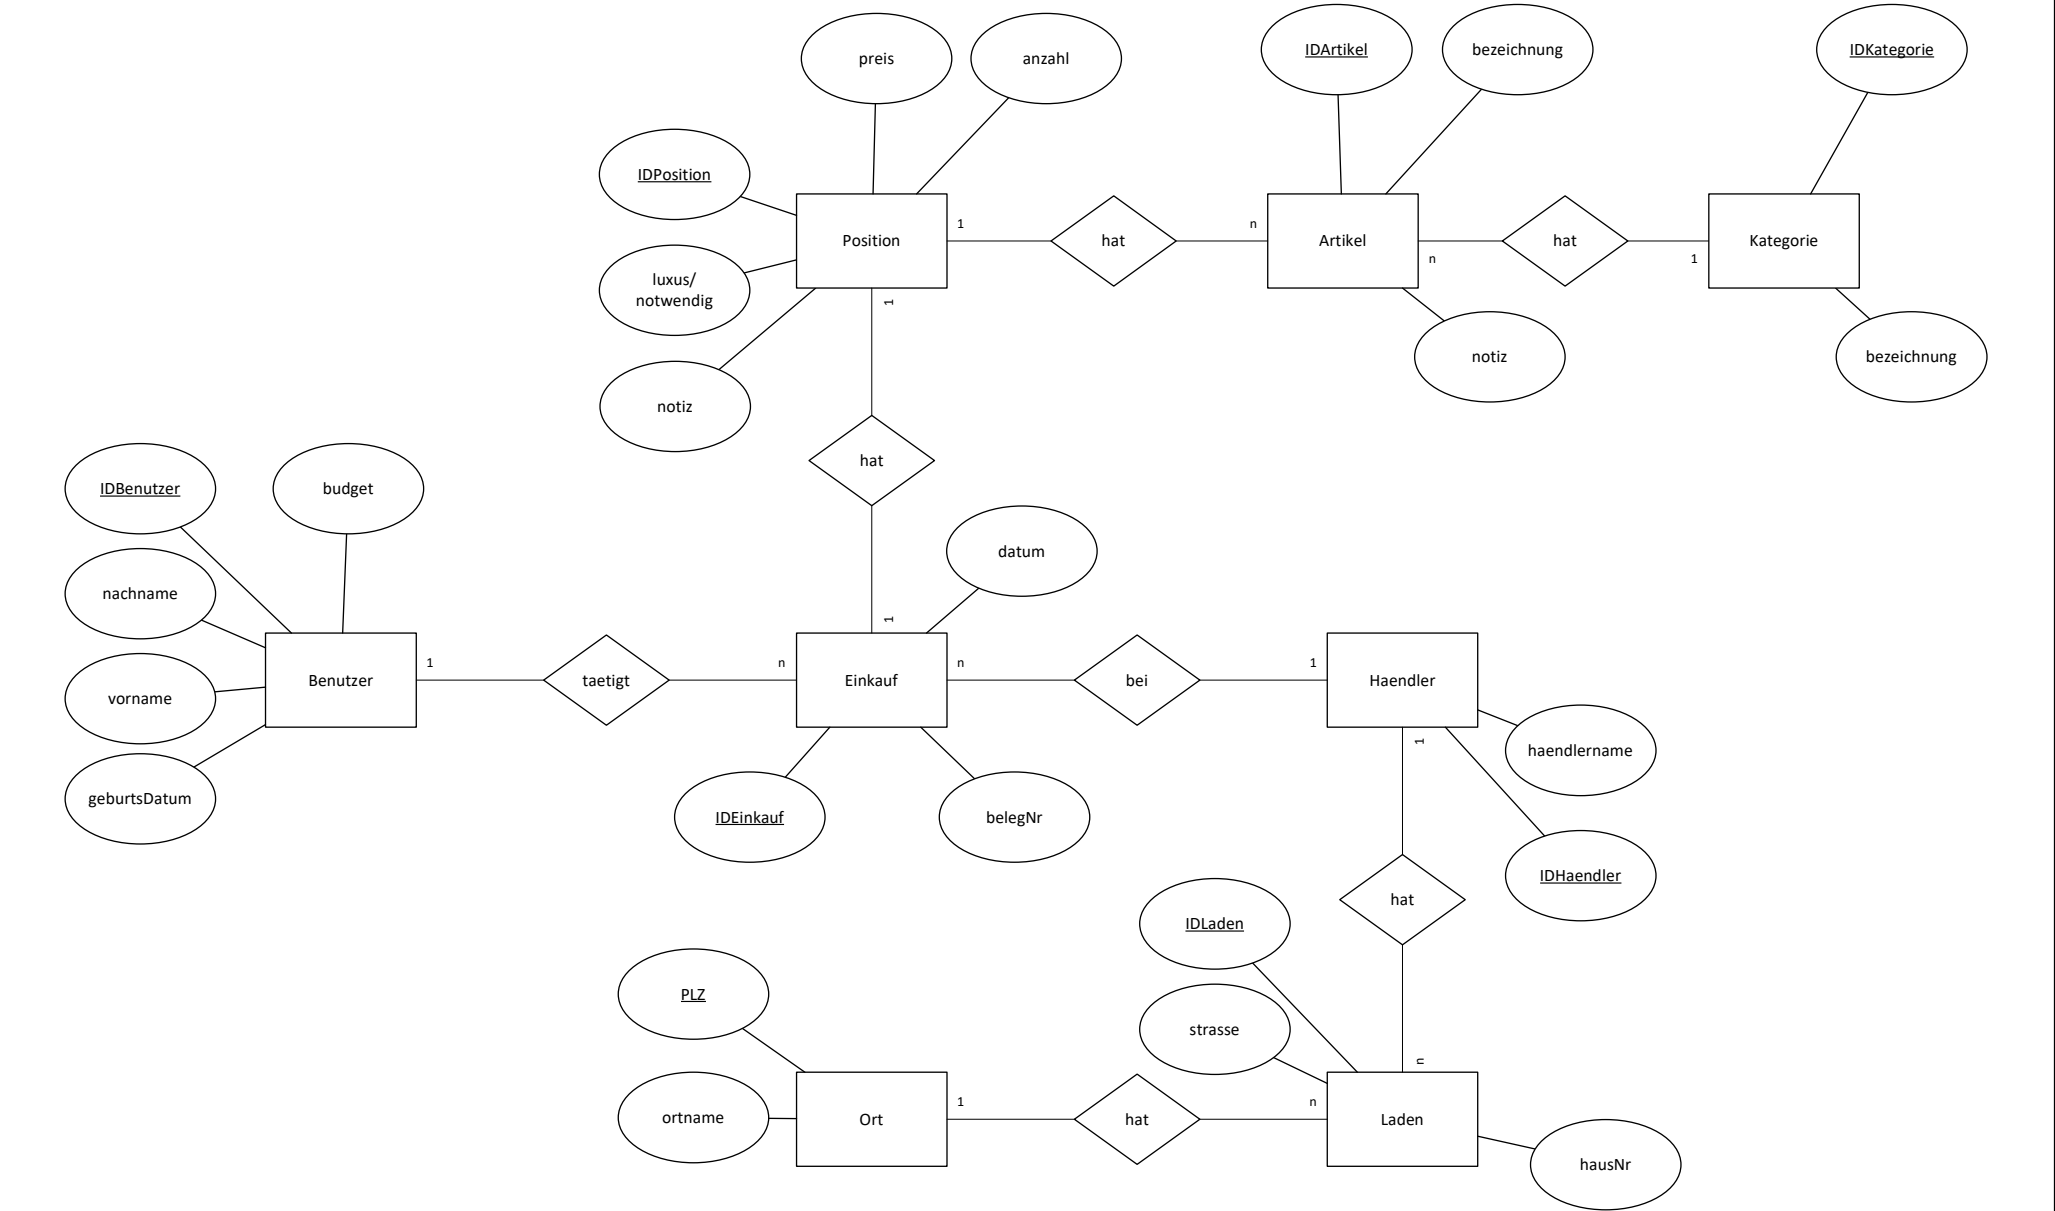 preis
anzahl
IDArtikel
bezeichnung
IDKategorie
IDPosition
Position
1
hat
n
Artikel
n
hat
1
Kategorie
luxus/
notwendig
1
notiz
bezeichnung
notiz
hat
IDBenutzer
budget
datum
nachname
1
Benutzer
1
taetigt
n
Einkauf
n
bei
1
Haendler
vorname
1
haendlername
geburtsDatum
IDEinkauf
belegNr
IDHaendler
hat
IDLaden
PLZ
strasse
n
ortname
Ort
1
hat
n
Laden
hausNr